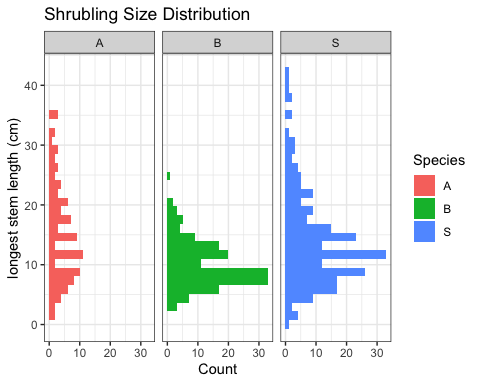 Shrubling Size Distribution
A
B
S
longest stem length (cm)
40
30
20
10
0
0 10 20 30
0 10 20 30
0 10 20 30
Count
Species
A
B
S